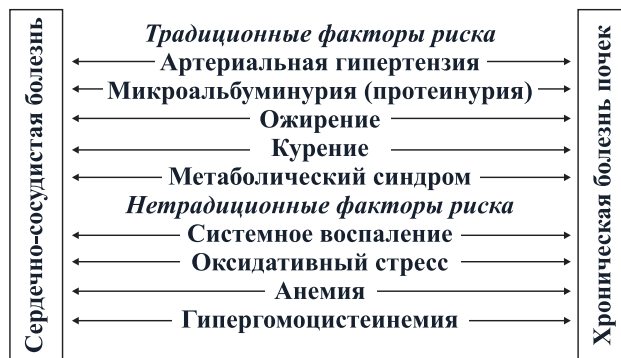 Сердечно-сосудистая болезнь
Традиционные факторы риска
Артериальная гипертензия
Микроальбуминурия (протеинурия)
Ожирение
Курение
Метаболический синдром
Нетрадиционные факторы риска
Системное воспаление
Оксидативный стресс
Анемия
Гипергомоцистеинемия
Хроническая болезнь почек